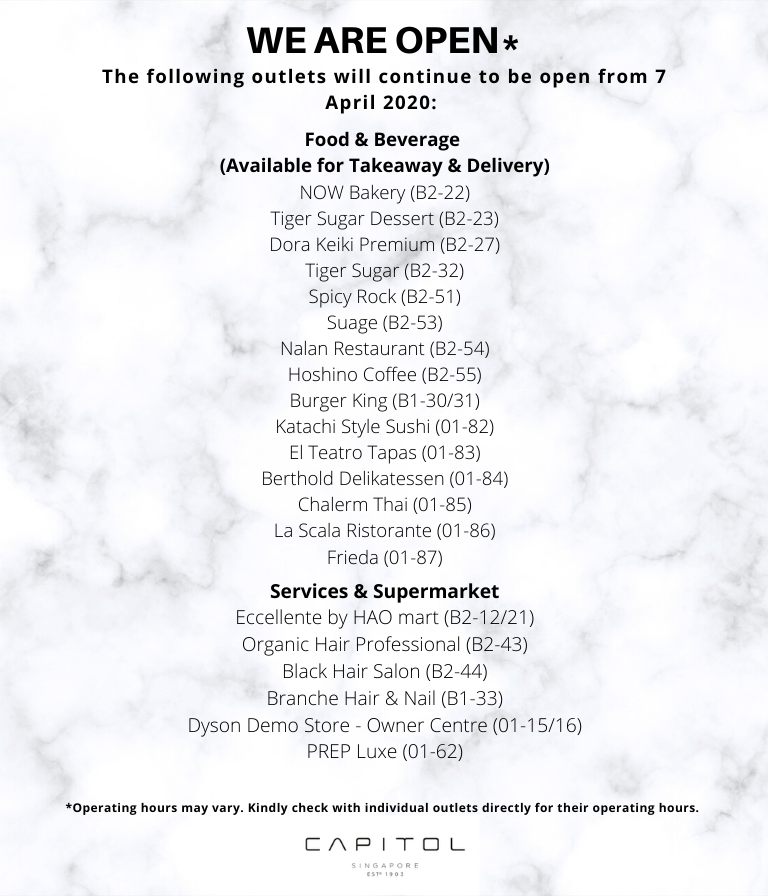 WE ARE OPEN*
The following outlets will continue to be open from 7
April 2020:
Food & Beverage
(Available for Takeaway & Delivery)
NOW Bakery (B2-22)
Tiger Sugar Dessert (B2-23)
Dora Keiki Premium (B2-27)
Tiger Sugar (B2-32)
Spicy Rock (B2-51)
Suage (B2-53)
Nalan Restaurant (B2-54)
Hoshino Coffee (B2-55)
Burger King (B1-30/31)
Katachi Style Sushi (01-82)
El Teatro Tapas (01-83)
Berthold Delikatessen (01-84)
Chalerm Thai (01-85)
La Scala Ristorante (01-86)
Frieda (01-87)
Services & Supermarket
Eccellente by HAO mart (B2-12/21)
Organic Hair Professional (B2-43)
Black Hair Salon (B2-44)
Branche Hair & Nail (B1-33)
Dyson Demo Store - Owner Centre (01-15/16)
PREP Luxe (01-62)
*Operating hours may vary. Kindly check with individual outlets directly for their operating hours.
CAPITOL
SINGAPORE
ESTD 1903